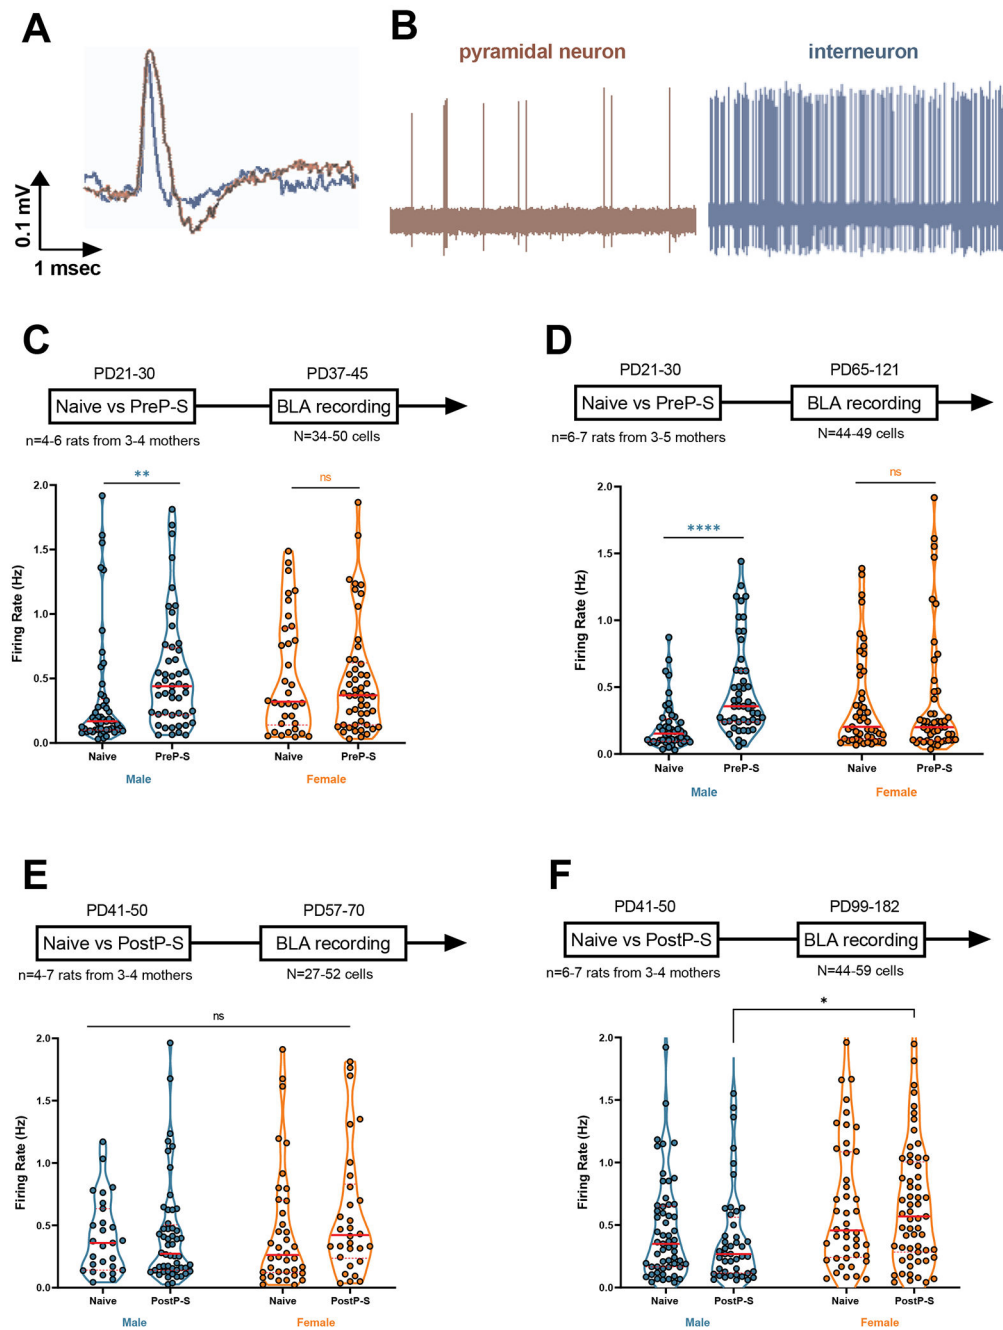 A
0.1 mV
1 msec
B
pyramidal neuron
interneuron
C
PD21-30
PD37-45
Naive vs PreP-S
BLA recording
n=4-6 rats from 3-4 mothers
N=34-50 cells
Firing Rate (Hz)
2.0
1.5
1.0
0.5
0.0
**
ns
Naive
PreP-S
Naive
PreP-S
Male
Female
D
PD21-30
PD65-121
Naive vs PreP-S
BLA recording
n=6-7 rats from 3-5 mothers
N=44-49 cells
Firing Rate (Hz)
2.0
1.5
1.0
0.5
0.0
****
ns
Naive
PreP-S
Naive
PreP-S
Male
Female
E
PD41-50
PD57-70
Naive vs PostP-S
BLA recording
n=4-7 rats from 3-4 mothers
N=27-52 cells
Firing Rate (Hz)
2.0
1.5
1.0
0.5
0.0
ns
Naive
PostP-S
Naive
PostP-S
Male
Female
F
PD41-50
PD99-182
Naive vs PostP-S
BLA recording
n=6-7 rats from 3-4 mothers
N=44-59 cells
Firing Rate (Hz)
2.0
1.5
1.0
0.5
0.0
*
Naive
PostP-S
Naive
PostP-S
Male
Female